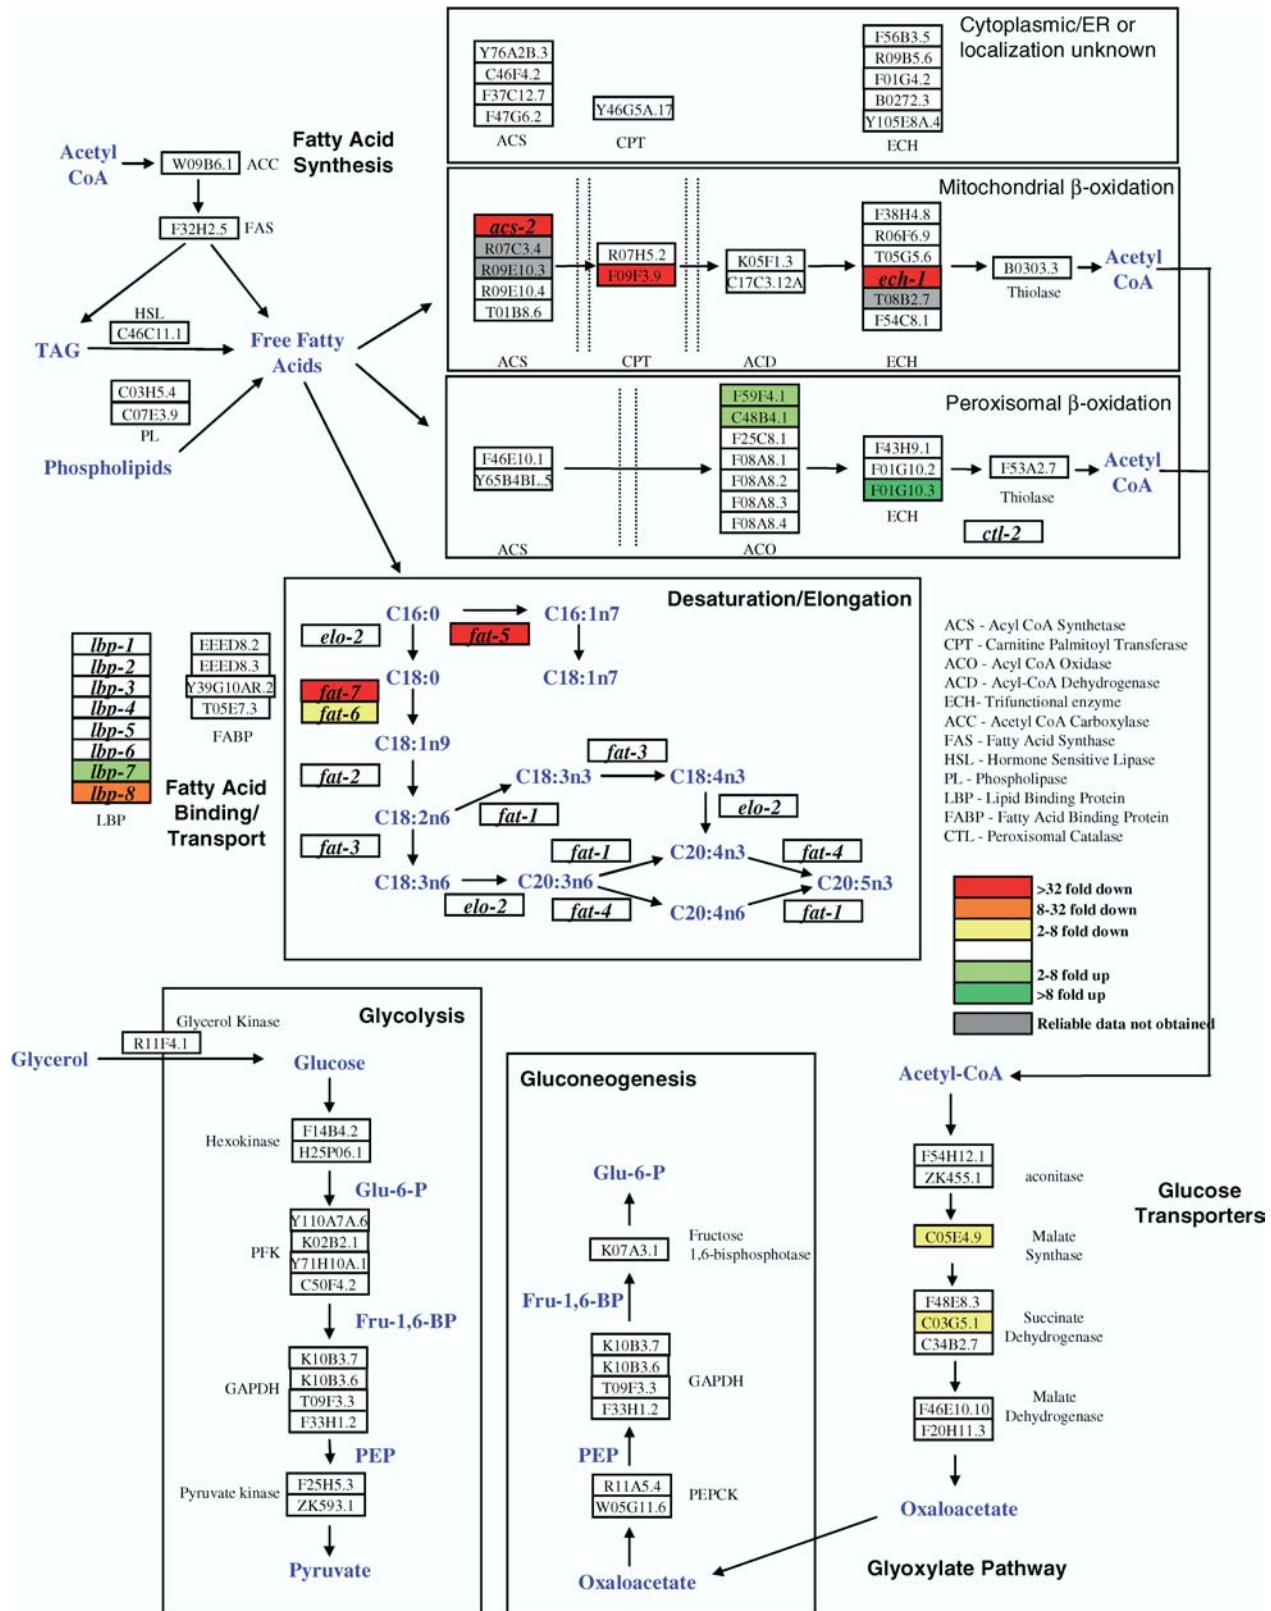 Cytoplasmic/ER or
localization unknown
Y76A2B.3
C46F4.2
F37C12.7
F47G6.2
ACS
Y46G5A.17
CPT
F56B3.5
R09B5.6
F01G4.2
B0272.3
Y105E8A.4
ECH
Fatty Acid
Synthesis
Acetyl
CoA
W09B6.1
ACC
F32H2.5
FAS
HSL
C46C11.1
TAG
Free Fatty
Acids
C03H5.4
C07E3.9
PL
Phospholipids
Mitochondrial β-oxidation
acs-2
R07C3.4
R09E10.3
R09E10.4
T01B8.6
ACS
R07H5.2
F09F3.9
CPT
K05F1.3
C17C3.12A
ACD
F38H4.8
R06F6.9
T05G5.6
ech-1
T08B2.7
F54C8.1
ECH
B0303.3
Thiolase
Acetyl
CoA
Peroxisomal β-oxidation
F46E10.1
Y65B4BL.5
ACS
F59F4.1
C48B4.1
F25C8.1
F08A8.1
F08A8.2
F08A8.3
F08A8.4
ACO
F43H9.1
F01G10.2
F01G10.3
ECH
F53A2.7
Thiolase
ctl-2
Acetyl
CoA
lbp-1
lbp-2
lbp-3
lbp-4
lbp-5
lbp-6
lbp-7
lbp-8
LBP
EEED8.2
EEED8.3
Y39G10AR.2
T05E7.3
FABP
Fatty Acid
Binding/
Transport
Desaturation/Elongation
C16:0
C16:1n7
elo-2
fat-5
C18:0
C18:1n7
fat-7
fat-6
C18:1n9
fat-2
C18:3n3
fat-3
C18:4n3
C18:2n6
fat-1
elo-2
fat-3
fat-1
C20:4n3
fat-4
C18:3n6
C20:3n6
C20:5n3
elo-2
fat-4
C20:4n6
fat-1
ACS - Acyl CoA Synthetase
CPT - Carnitine Palmitoyl Transferase
ACO - Acyl CoA Oxidase
ACD - Acyl-CoA Dehydrogenase
ECH- Trifunctional enzyme
ACC - Acetyl CoA Carboxylase
FAS - Fatty Acid Synthase
HSL - Hormone Sensitive Lipase
PL - Phospholipase
LBP - Lipid Binding Protein
FABP - Fatty Acid Binding Protein
CTL - Peroxisomal Catalase
>32 fold down
8-32 fold down
2-8 fold down
2-8 fold up
>8 fold up
Reliable data not obtained
Glycolysis
Glycerol Kinase
R11F4.1
Glycerol
Glucose
Hexokinase
F14B4.2
H25P06.1
Glu-6-P
PFK
Y110A7A.6
K02B2.1
Y71H10A.1
C50F4.2
Fru-1,6-BP
GAPDH
K10B3.7
K10B3.6
T09F3.3
F33H1.2
PEP
Pyruvate kinase
F25H5.3
ZK593.1
Pyruvate
Gluconeogenesis
Glu-6-P
K07A3.1
Fructose
1,6-bisphosphotase
Fru-1,6-BP
K10B3.7
K10B3.6
T09F3.3
F33H1.2
GAPDH
PEP
R11A5.4
W05G11.6
PEPCK
Oxaloacetate
Acetyl-CoA
F54H12.1
ZK455.1
aconitase
Glucose
Transporters
C05E4.9
Malate
Synthase
F48E8.3
C03G5.1
C34B2.7
Succinate
Dehydrogenase
F46E10.10
F20H11.3
Malate
Dehydrogenase
Oxaloacetate
Glyoxylate Pathway